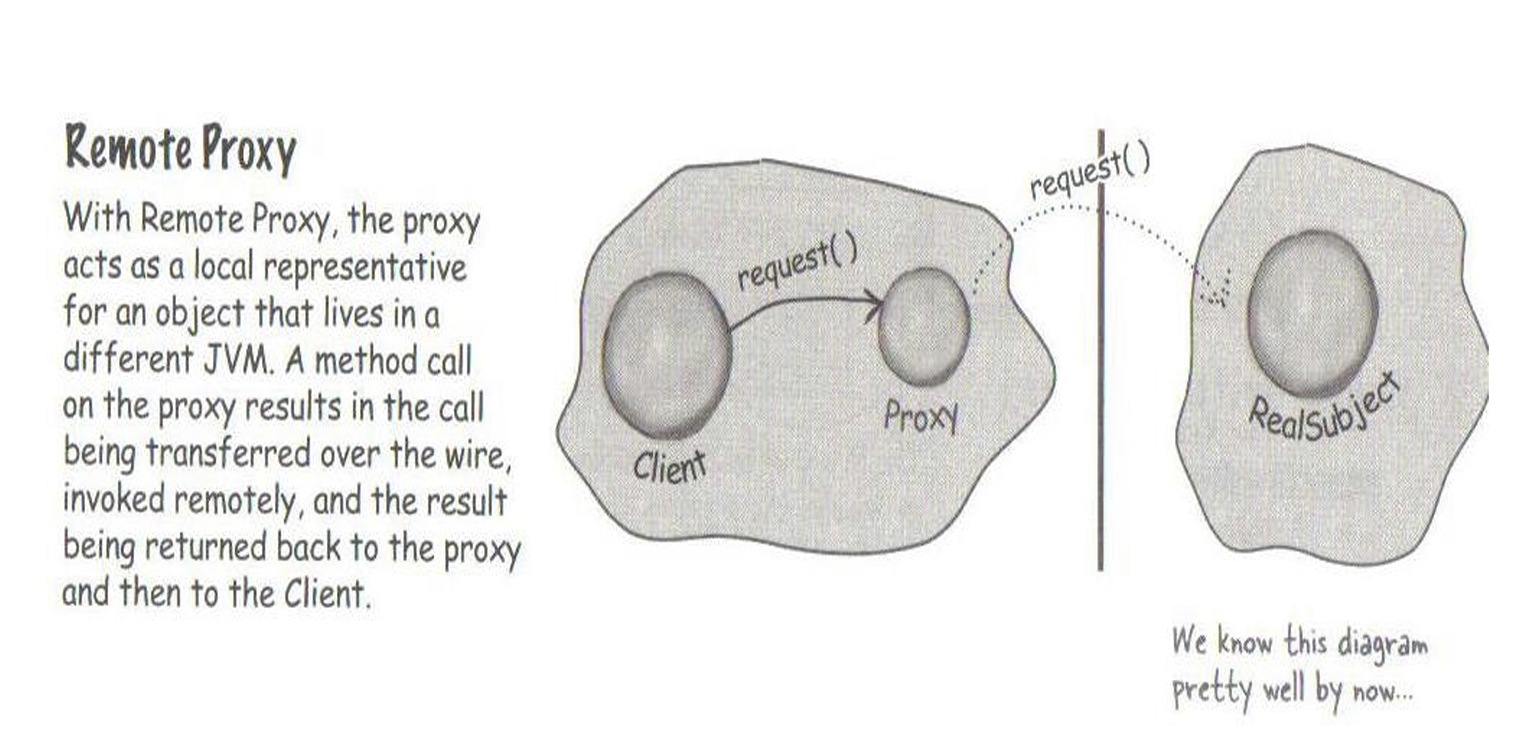 Remote Proxy
With Remote Proxy, the proxy
acts as a local representative
for an object that lives in a
different JVM. A method call
on the proxy results in the call
being transferred over the wire,
invoked remotely, and the result
being returned back to the proxy
and then to the Client.
request()
request()
Client
Proxy
RealSubject
We know this diagram
pretty well by now...